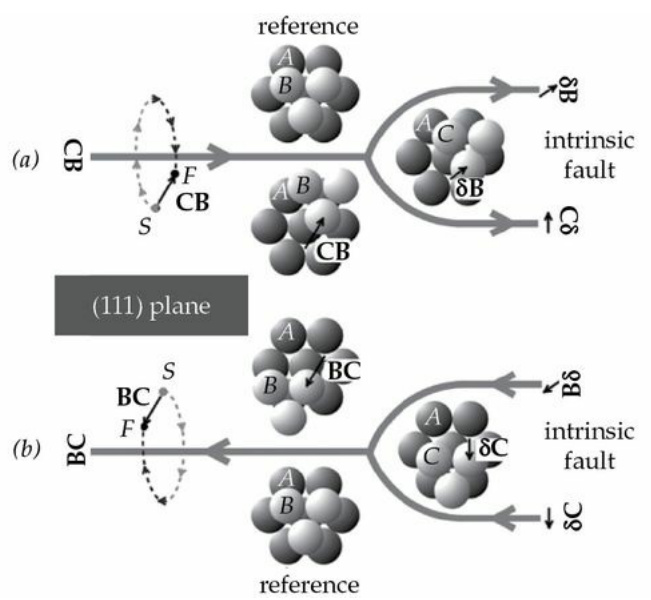 reference
A
B
(a)
CB
S
F
CB
A
B
CB
A
C
δB
δB
intrinsic
fault
Cδ
(111) plane
(b)
BC
S
BC
F
A
B
BC
A
B
reference
A
C
δC
Bδ
intrinsic
fault
δC